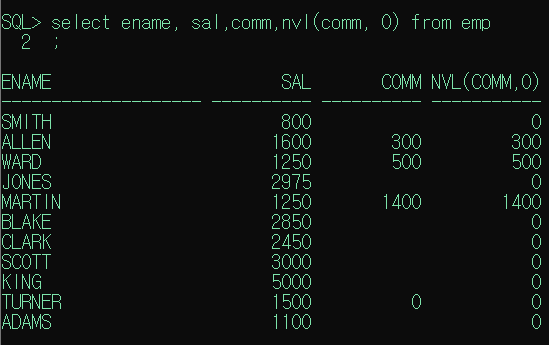 SQL> select ename, sal,comm,nvl(comm, 0) from emp
  2  ;
ENAME                       SAL       COMM NVL(COMM,0)
-------------------- ---------- ---------- -----------
SMITH                       800                      0
ALLEN                      1600        300         300
WARD                       1250        500         500
JONES                      2975                      0
MARTIN                     1250       1400        1400
BLAKE                      2850                      0
CLARK                      2450                      0
SCOTT                      3000                      0
KING                       5000                      0
TURNER                     1500          0           0
ADAMS                      1100                      0